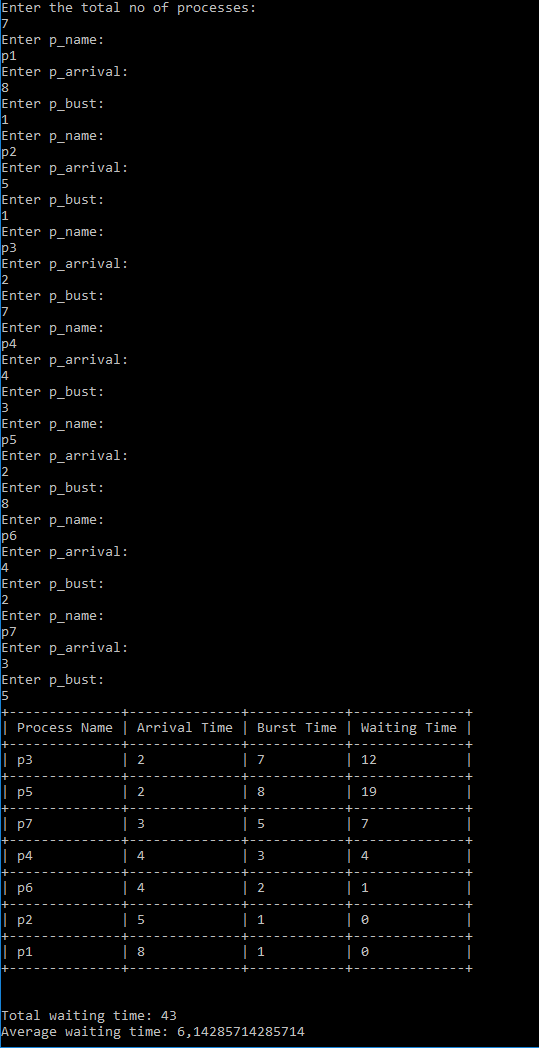 Enter the total no of processes:
7
Enter p_name:
p1
Enter p_arrival:
8
Enter p_bust:
1
Enter p_name:
p2
Enter p_arrival:
5
Enter p_bust:
1
Enter p_name:
p3
Enter p_arrival:
2
Enter p_bust:
7
Enter p_name:
p4
Enter p_arrival:
4
Enter p_bust:
3
Enter p_name:
p5
Enter p_arrival:
2
Enter p_bust:
8
Enter p_name:
p6
Enter p_arrival:
4
Enter p_bust:
2
Enter p_name:
p7
Enter p_arrival:
3
Enter p_bust:
5
+--------------+--------------+------------+--------------+
| Process Name | Arrival Time | Burst Time | Waiting Time |
+--------------+--------------+------------+--------------+
| p3           | 2            | 7          | 12           |
+--------------+--------------+------------+--------------+
| p5           | 2            | 8          | 19           |
+--------------+--------------+------------+--------------+
| p7           | 3            | 5          | 7            |
+--------------+--------------+------------+--------------+
| p4           | 4            | 3          | 4            |
+--------------+--------------+------------+--------------+
| p6           | 4            | 2          | 1            |
+--------------+--------------+------------+--------------+
| p2           | 5            | 1          | 0            |
+--------------+--------------+------------+--------------+
| p1           | 8            | 1          | 0            |
+--------------+--------------+------------+--------------+
Total waiting time: 43
Average waiting time: 6,14285714285714